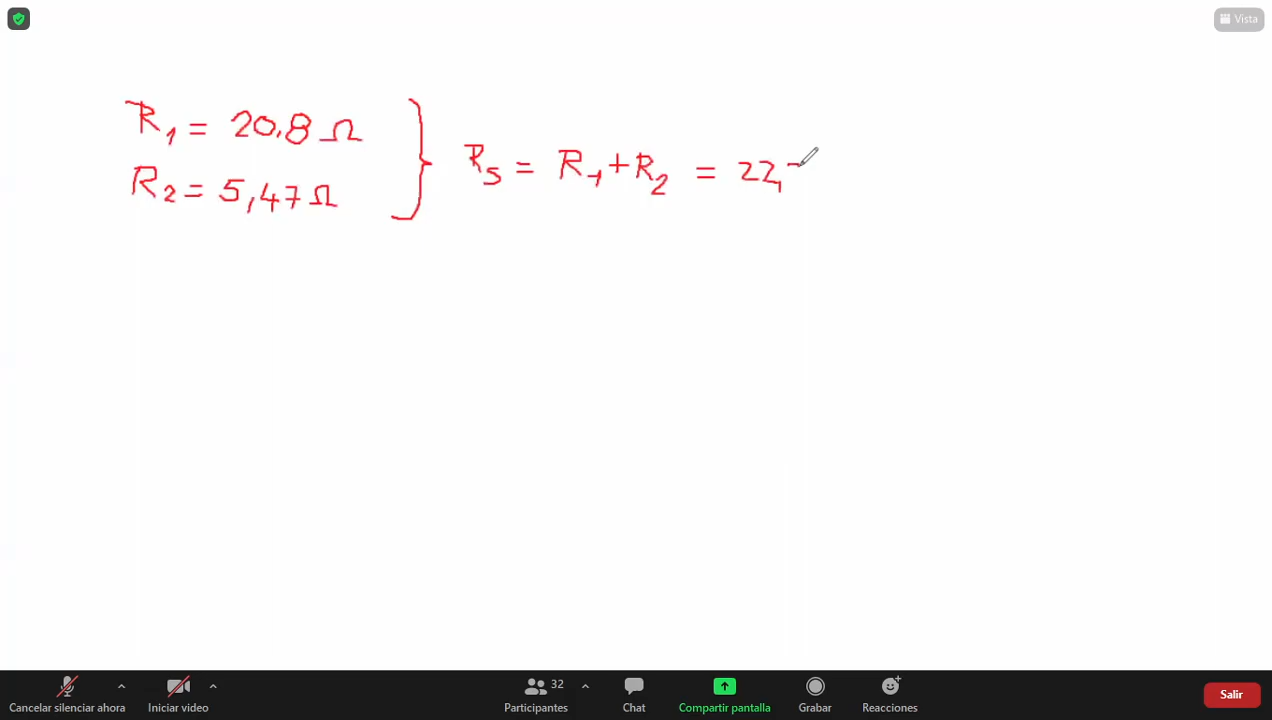 Vista
R1 = 20,8 Ω
R2 = 5,47 Ω
RS = R1 + R2 = 22,
32
Cancelar silenciar ahora
Iniciar video
Participantes
Chat
Compartir pantalla
Grabar
Reacciones
Salir